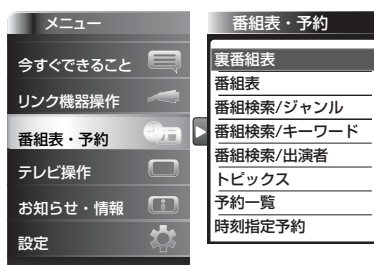 メニュー
今すぐできること
リンク機器操作
番組表・予約
テレビ操作
お知らせ・情報
設定
番組表・予約
裏番組表
番組表
番組検索/ジャンル
番組検索/キーワード
番組検索/出演者
トピックス
予約一覧
時刻指定予約